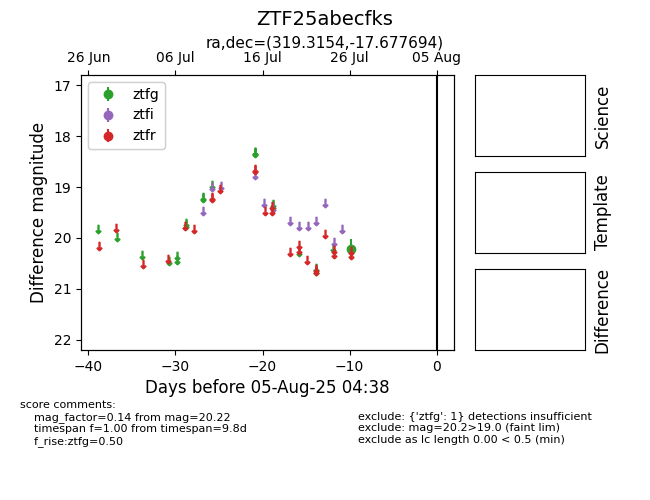 ZTF25abecfks
ra,dec=(319.3154,-17.677694)
26 Jun 06 Jul 16 Jul 26 Jul 05 Aug
17
18
19
20
21
22
Difference magnitude
ztfg
ztfi
ztfr
−40 −30 −20 −10 0
Days before 05-Aug-25 04:38
Science
Template
Difference
score comments:
mag_factor=0.14 from mag=20.22
timespan f=1.00 from timespan=9.8d
f_rise:ztfg=0.50
exclude: {'ztfg': 1} detections insufficient
exclude: mag=20.2>19.0 (faint lim)
exclude as lc length 0.00 < 0.5 (min)